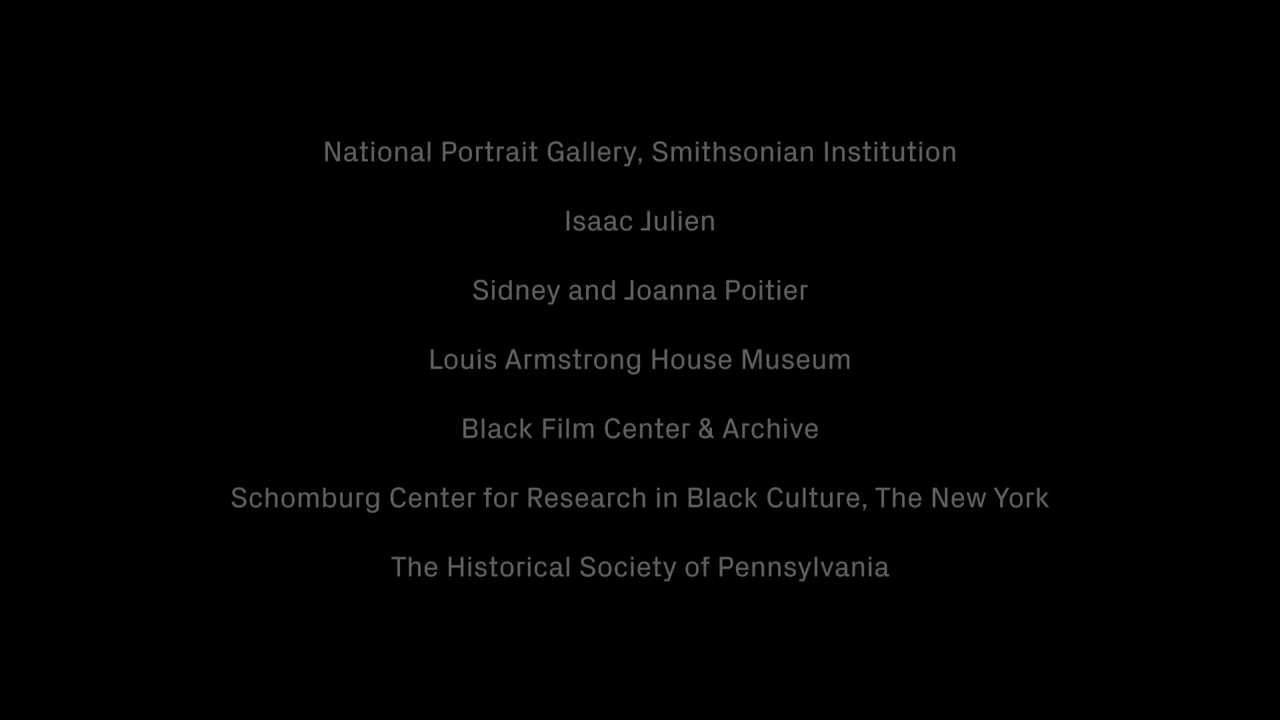 National Portrait Gallery, Smithsonian Institution
Isaac Julien
Sidney and Joanna Poitier
Louis Armstrong House Museum
Black Film Center & Archive
Schomburg Center for Research in Black Culture, The New York
The Historical Society of Pennsylvania